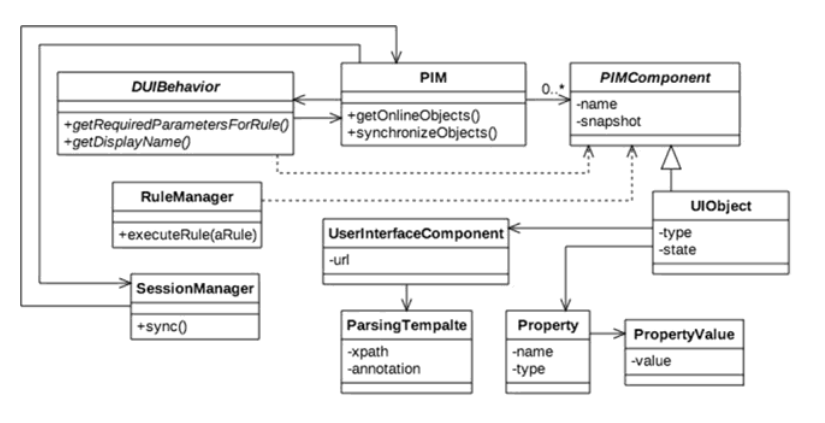 DUIBehavior
+getRequiredParametersForRule()
+getDisplayName()
PIM
+getOnlineObjects()
+synchronizeObjects()
0..*
PIMComponent
-name
-snapshot
RuleManager
+executeRule(aRule)
UserInterfaceComponent
-url
UIObject
-type
-state
SessionManager
+sync()
ParsingTempalte
-xpath
-annotation
Property
-name
-type
PropertyValue
-value